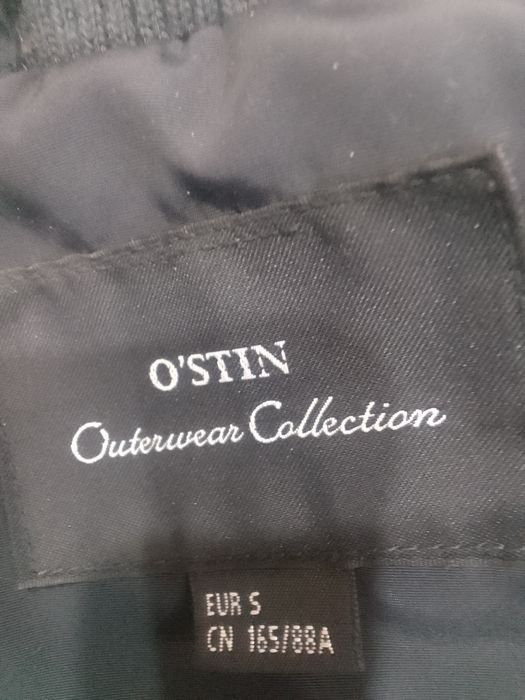 O'STIN
Outerwear Collection
EUR S
CN 165/88A